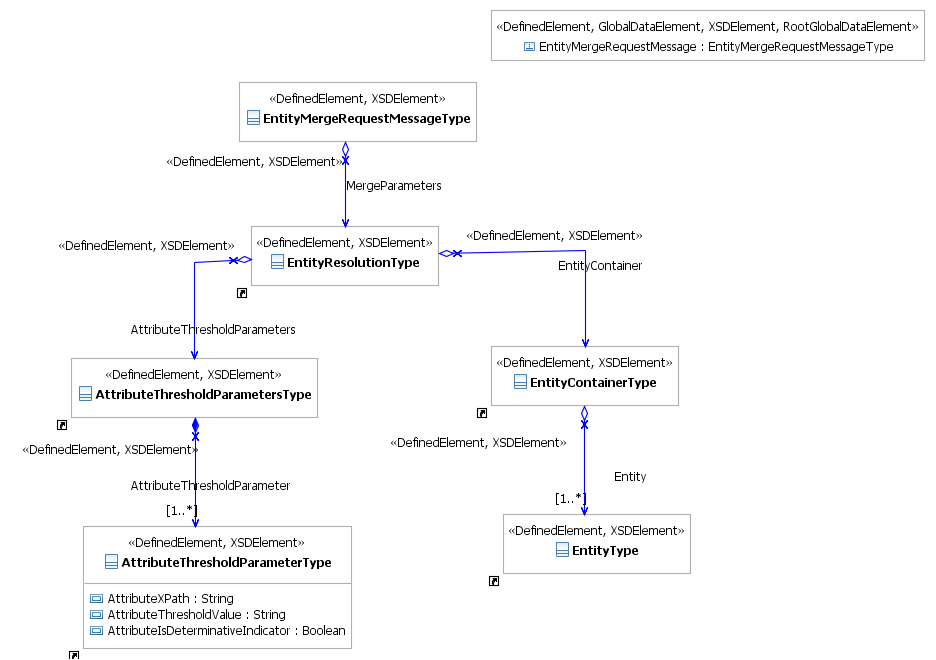 «DefinedElement, GlobalDataElement, XSDElement, RootGlobalDataElement»
EntityMergeRequestMessage : EntityMergeRequestMessageType
«DefinedElement, XSDElement»
EntityMergeRequestMessageType
«DefinedElement, XSDElement»
MergeParameters
«DefinedElement, XSDElement»
«DefinedElement, XSDElement»
EntityResolutionType
«DefinedElement, XSDElement»
EntityContainer
AttributeThresholdParameters
«DefinedElement, XSDElement»
AttributeThresholdParametersType
«DefinedElement, XSDElement»
EntityContainerType
«DefinedElement, XSDElement»
AttributeThresholdParameter
[1..*]
«DefinedElement, XSDElement»
Entity
[1..*]
«DefinedElement, XSDElement»
AttributeThresholdParameterType
AttributeXPath : String
AttributeThresholdValue : String
AttributeIsDeterminativeIndicator : Boolean
«DefinedElement, XSDElement»
EntityType